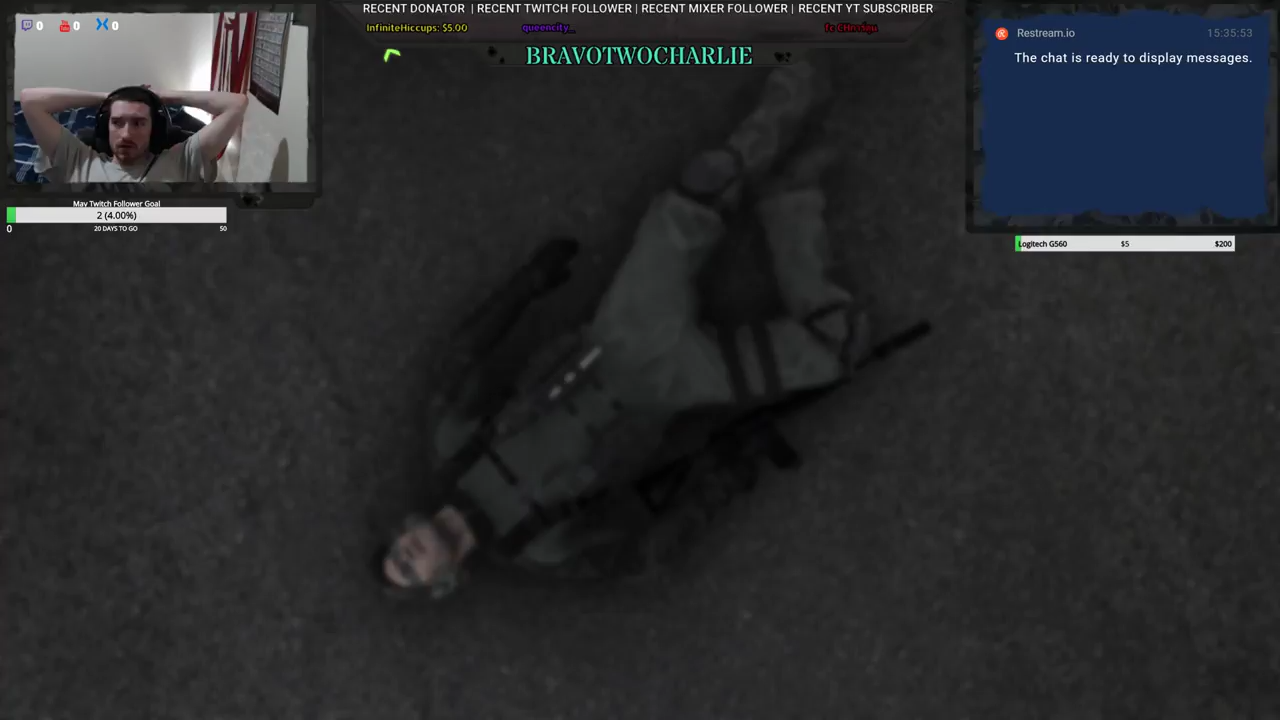 RECENT DONATOR | RECENT TWITCH FOLLOWER | RECENT MIXER FOLLOWER | RECENT YT SUBSCRIBER
InfiniteHiccups: $5.00 queencity_
BRAVOTWOCHARLIE
0 0 0
Restream.io 15:35:53
The chat is ready to display messages.
May Twitch Follower Goal
2 (4.00%)
0 20 DAYS TO GO 50
Logitech G560 $5 $200